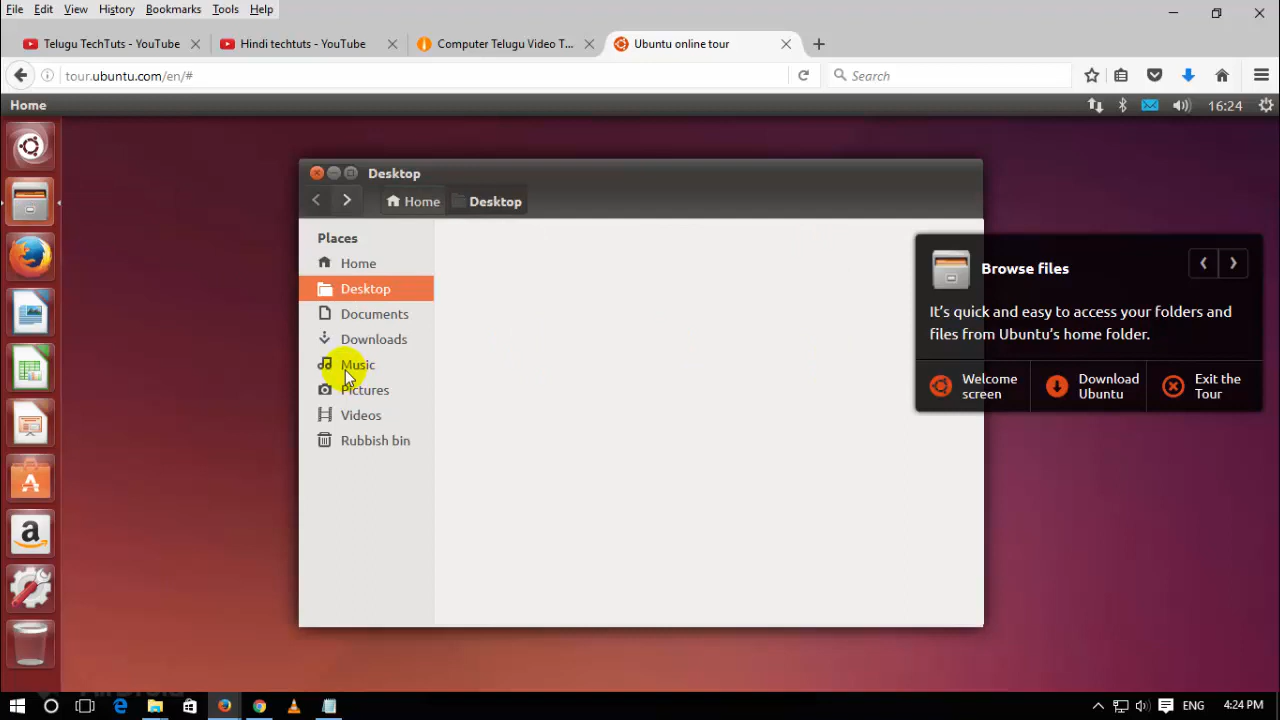 File Edit View History Bookmarks Tools Help
Telugu TechTuts - YouTube
Hindi techtuts - YouTube
Computer Telugu Video T...
Ubuntu online tour
tour.ubuntu.com/en/#
Search
Home
16:24
Desktop
Home
Desktop
Places
Home
Desktop
Documents
Downloads
Music
Pictures
Videos
Rubbish bin
Browse files
It's quick and easy to access your folders and
files from Ubuntu's home folder.
Welcome
screen
Download
Ubuntu
Exit the
Tour
ENG
4:24 PM